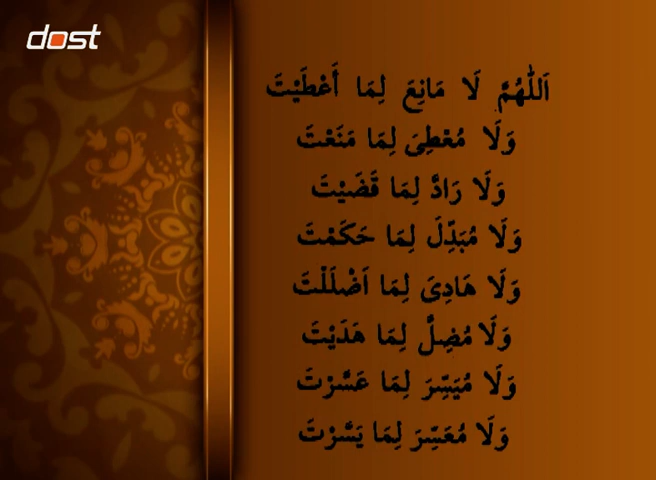 dost
اَللّٰهُمَّ لَا مَانِعَ لِمَا أَعْطَيْتَ
وَلَا مُعْطِىَ لِمَا مَنَعْتَ
وَلَا رَادَّ لِمَا قَضَيْتَ
وَلَا مُبَدِّلَ لِمَا حَكَمْتَ
وَلَا هَادِىَ لِمَا اَضْلَلْتَ
وَلَا مُضِلَّ لِمَا هَدَيْتَ
وَلَا مُيَسِّرَ لِمَا عَسَّرْتَ
وَلَا مُعَسِّرَ لِمَا يَسَّرْتَ